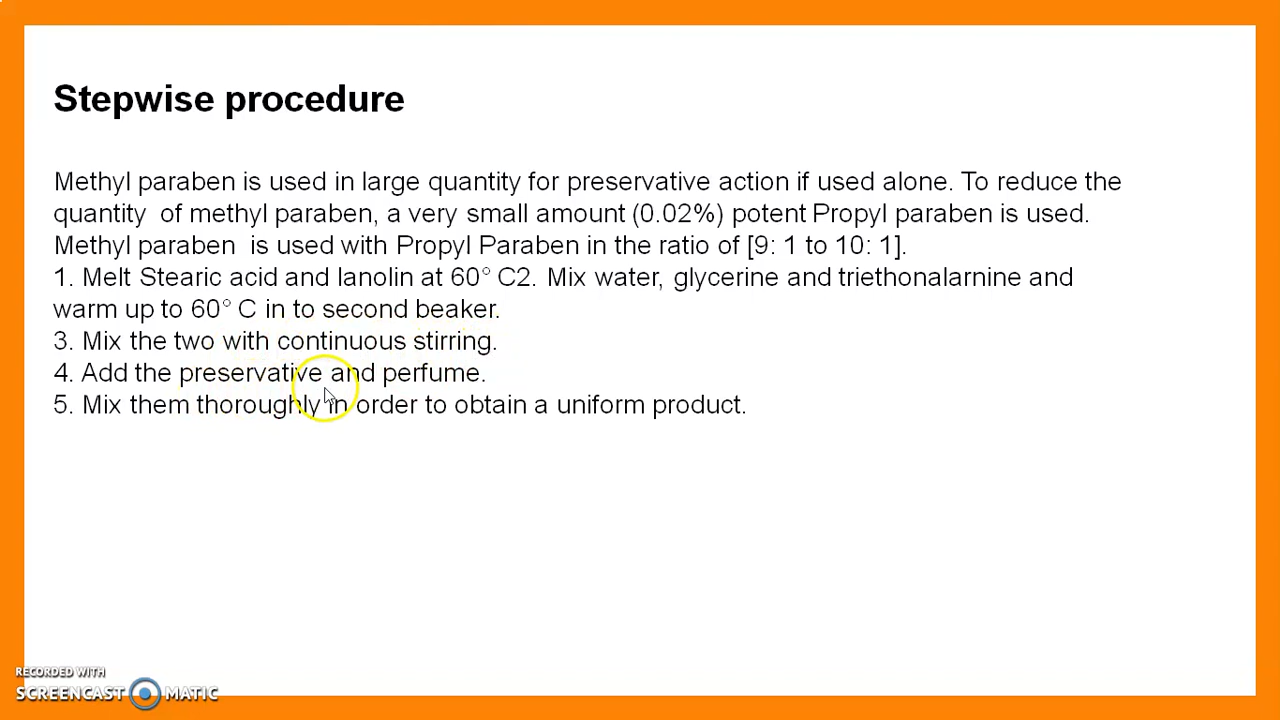 Stepwise procedure
Methyl paraben is used in large quantity for preservative action if used alone. To reduce the
quantity  of methyl paraben, a very small amount (0.02%) potent Propyl paraben is used.
Methyl paraben  is used with Propyl Paraben in the ratio of [9: 1 to 10: 1].
1. Melt Stearic acid and lanolin at 60° C2. Mix water, glycerine and triethonalarnine and
warm up to 60° C in to second beaker.
3. Mix the two with continuous stirring.
4. Add the preservative and perfume.
5. Mix them thoroughly in order to obtain a uniform product.
RECORDED WITH
SCREENCAST MATIC